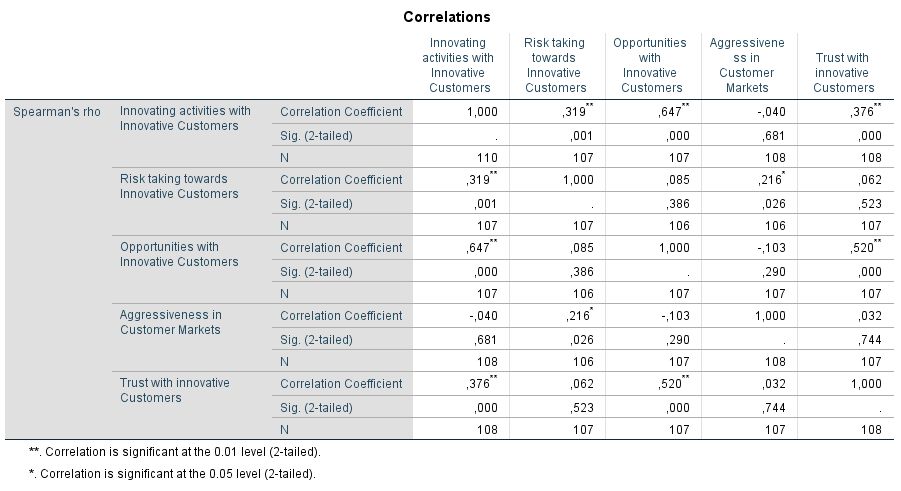 Correlations
Innovating activities with Innovative Customers Risk taking towards Innovative Customers Opportunities with Innovative Customers Aggressivene ss in Customer Markets Trust with innovative Customers
Spearman's rho Innovating activities with Innovative Customers Correlation Coefficient 1,000 ,319** ,647** -,040 ,376**
Sig. (2-tailed) . ,001 ,000 ,681 ,000
N 110 107 107 108 108
Risk taking towards Innovative Customers Correlation Coefficient ,319** 1,000 ,085 ,216* ,062
Sig. (2-tailed) ,001 . ,386 ,026 ,523
N 107 107 106 106 107
Opportunities with Innovative Customers Correlation Coefficient ,647** ,085 1,000 -,103 ,520**
Sig. (2-tailed) ,000 ,386 . ,290 ,000
N 107 106 107 107 107
Aggressiveness in Customer Markets Correlation Coefficient -,040 ,216* -,103 1,000 ,032
Sig. (2-tailed) ,681 ,026 ,290 . ,744
N 108 106 107 108 107
Trust with innovative Customers Correlation Coefficient ,376** ,062 ,520** ,032 1,000
Sig. (2-tailed) ,000 ,523 ,000 ,744 .
N 108 107 107 107 108
**. Correlation is significant at the 0.01 level (2-tailed).
*. Correlation is significant at the 0.05 level (2-tailed).